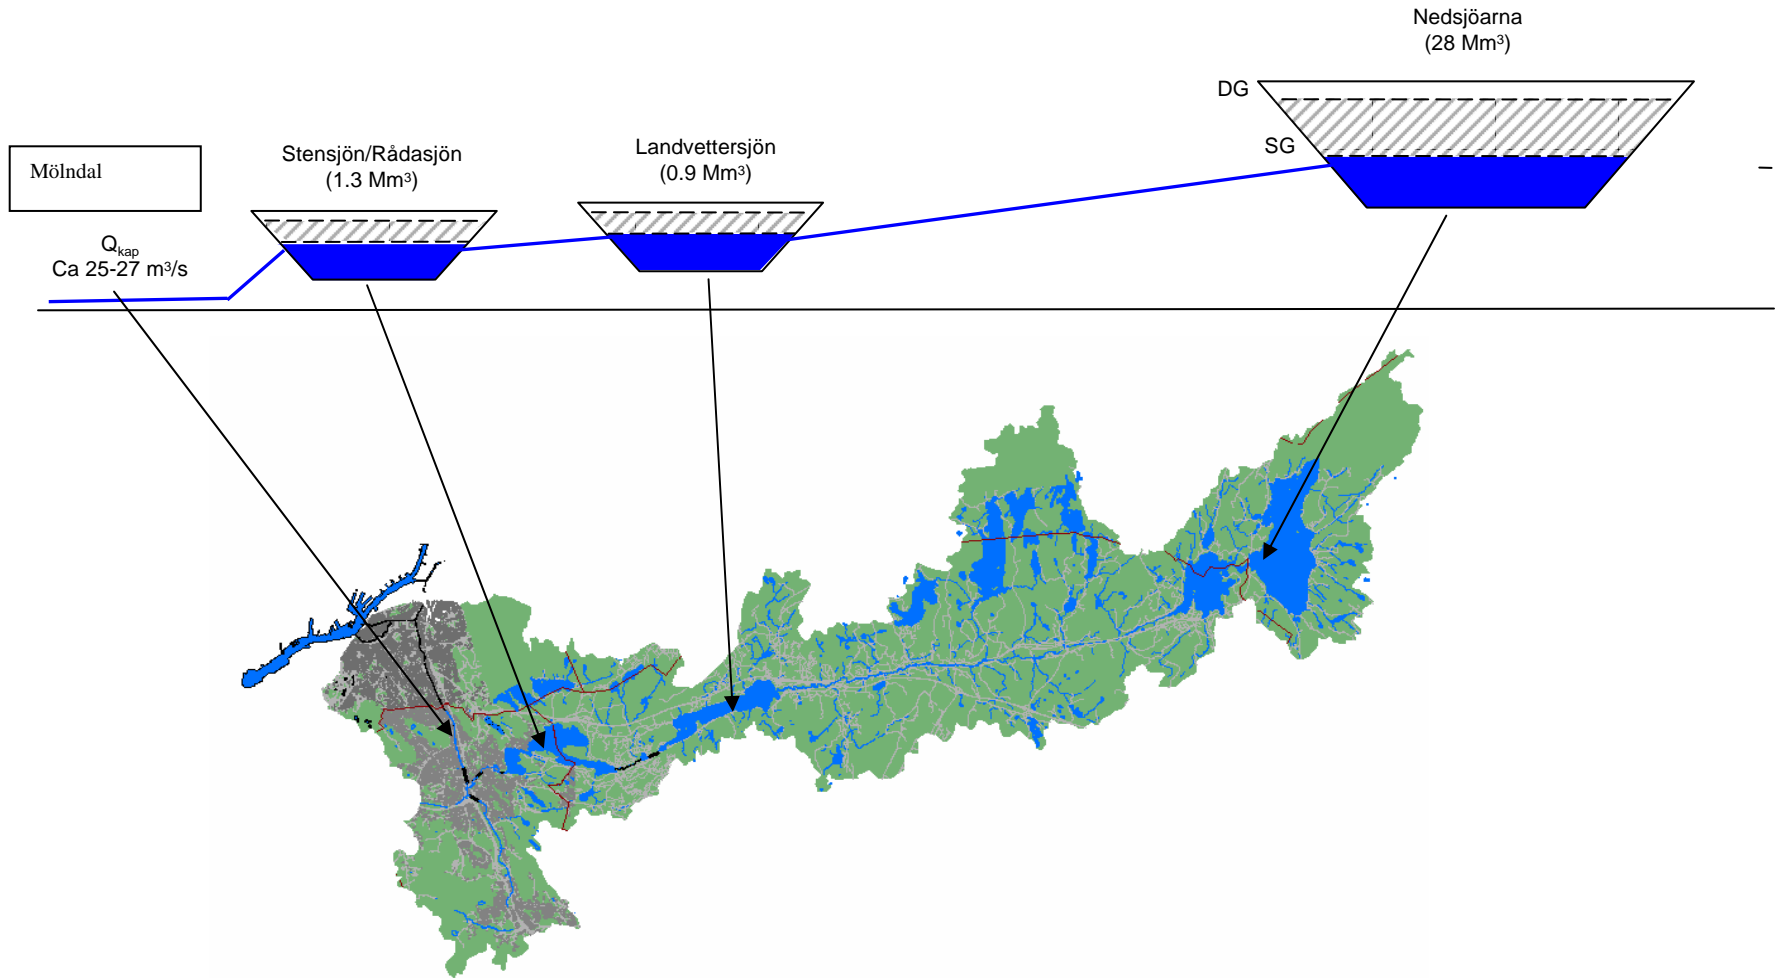 Nedsjöarna
(28 Mm³)
DG
SG
Landvettersjön
(0.9 Mm³)
Stensjön/Rådasjön
(1.3 Mm³)
Mölndal
Qkap
Ca 25-27 m³/s